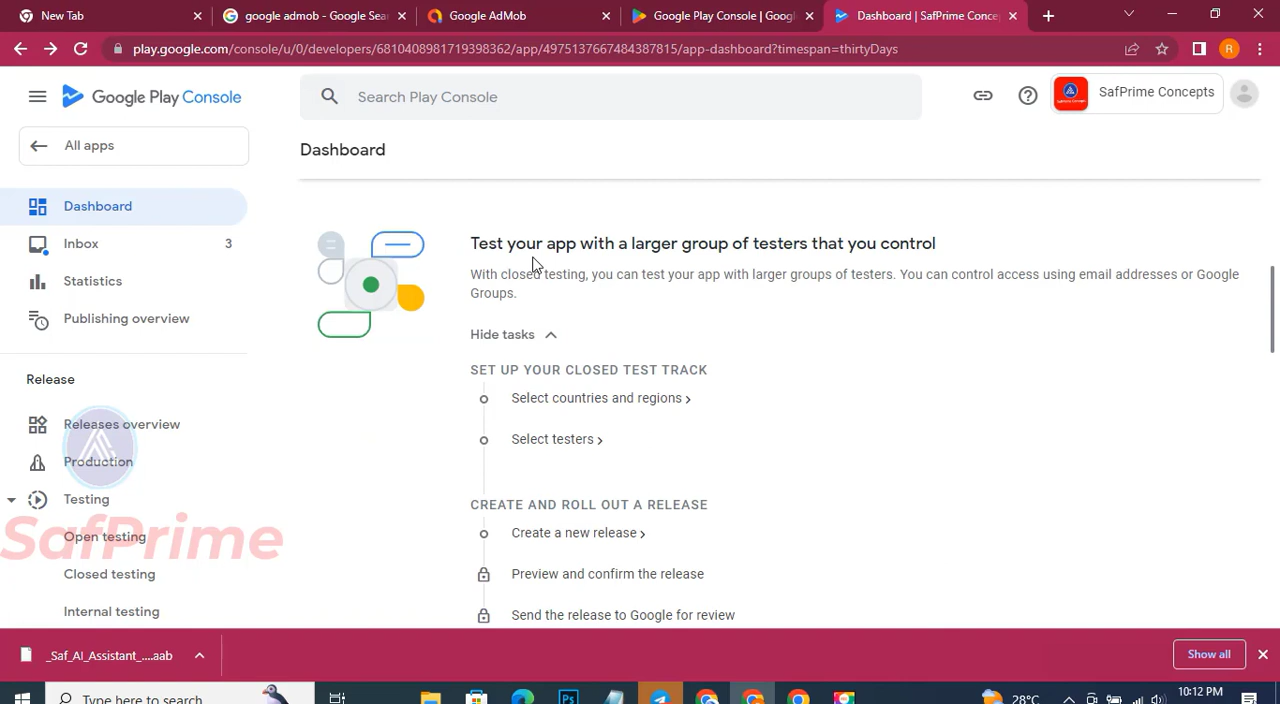 New Tab
google admob - Google Sea
Google AdMob
Google Play Console | Googl
Dashboard | SafPrime Conce
play.google.com/console/u/0/developers/6810408981719398362/app/4975137667484387815/app-dashboard?timespan=thirtyDays
R
Google Play Console
Search Play Console
SafPrime Concepts
All apps
Dashboard
Dashboard
Inbox 3
Statistics
Publishing overview
Release
Releases overview
Production
Testing
Open testing
Closed testing
Internal testing
SafPrime
Test your app with a larger group of testers that you control
With closed testing, you can test your app with larger groups of testers. You can control access using email addresses or Google
Groups.
Hide tasks
SET UP YOUR CLOSED TEST TRACK
Select countries and regions
Select testers
CREATE AND ROLL OUT A RELEASE
Create a new release
Preview and confirm the release
Send the release to Google for review
_Saf_AI_Assistant_....aab
Show all
Type here to search
Ps
28°C
10:12 PM